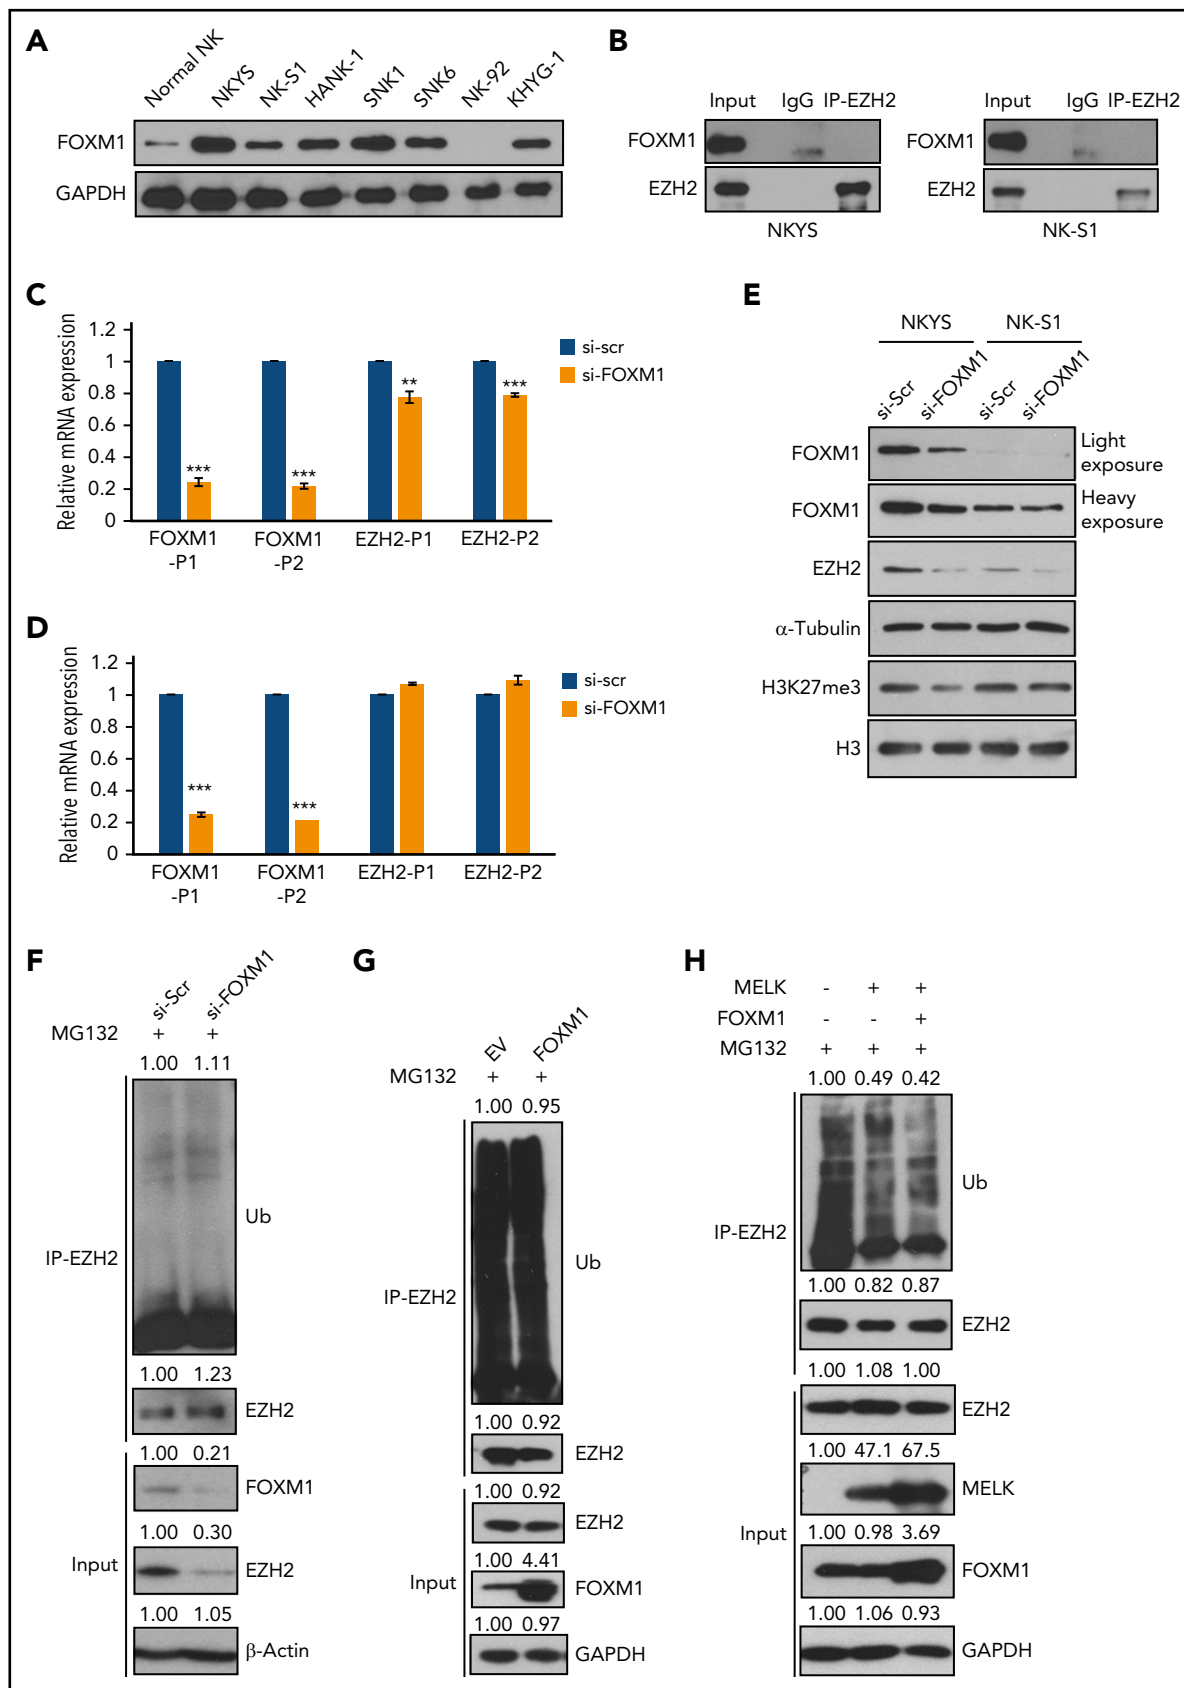 A
Normal NK NKYS NK-S1 HANK-1 SNK1 SNK6 NK-92 KHYG-1
FOXM1
GAPDH
B
Input IgG IP-EZH2
FOXM1
EZH2
NKYS
Input IgG IP-EZH2
FOXM1
EZH2
NK-S1
C
Relative mRNA expression
1.2
1
0.8
0.6
0.4
0.2
0
*** *** ** ***
FOXM1 -P1
FOXM1 -P2
EZH2-P1
EZH2-P2
si-scr
si-FOXM1
D
Relative mRNA expression
1.2
1
0.8
0.6
0.4
0.2
0
*** ***
FOXM1 -P1
FOXM1 -P2
EZH2-P1
EZH2-P2
si-scr
si-FOXM1
E
NKYS NK-S1
si-Scr si-FOXM1 si-Scr si-FOXM1
FOXM1 Light exposure
FOXM1 Heavy exposure
EZH2
α-Tubulin
H3K27me3
H3
F
si-Scr si-FOXM1
MG132 + +
1.00 1.11
IP-EZH2
Ub
1.00 1.23
EZH2
1.00 0.21
FOXM1
1.00 0.30
Input
EZH2
1.00 1.05
β-Actin
G
EV FOXM1
MG132 + +
1.00 0.95
IP-EZH2
Ub
1.00 0.92
EZH2
1.00 0.92
EZH2
1.00 4.41
Input
FOXM1
1.00 0.97
GAPDH
H
MELK - + +
FOXM1 - - +
MG132 + + +
1.00 0.49 0.42
IP-EZH2
Ub
1.00 0.82 0.87
EZH2
1.00 1.08 1.00
EZH2
1.00 47.1 67.5
MELK
Input
1.00 0.98 3.69
FOXM1
1.00 1.06 0.93
GAPDH